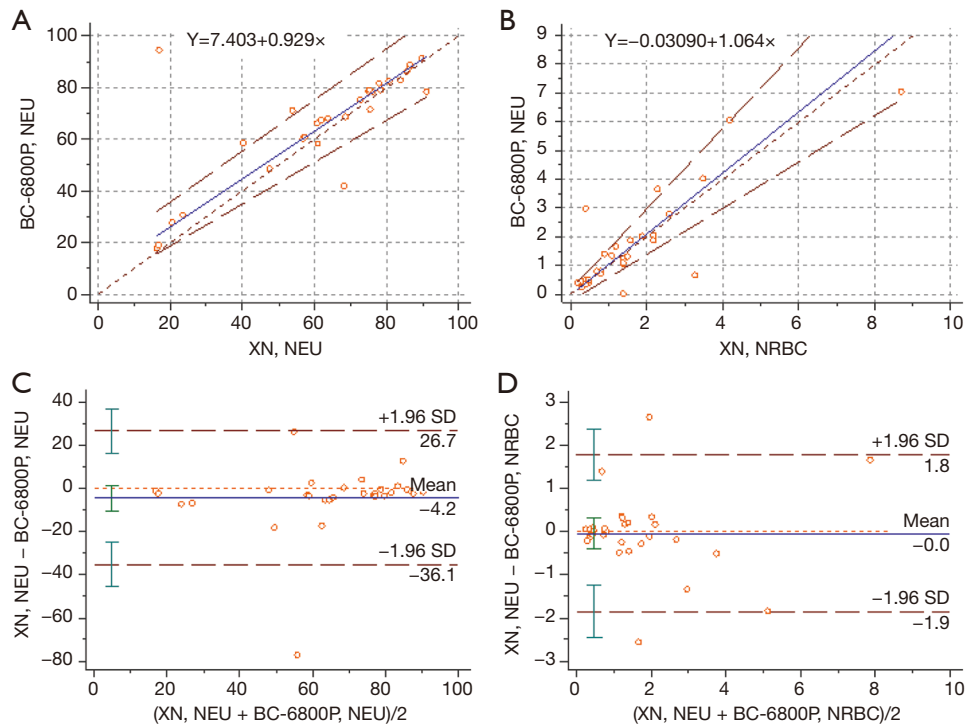 A
Y=7.403+0.929×
100
80
60
40
20
0
BC-6800P, NEU
0 20 40 60 80 100
XN, NEU
B
Y=−0.03090+1.064×
9
8
7
6
5
4
3
2
1
0
BC-6800P, NEU
0 2 4 6 8 10
XN, NRBC
C
40
20
0
−20
−40
−60
−80
XN, NEU − BC-6800P, NEU
+1.96 SD
26.7
Mean
−4.2
−1.96 SD
−36.1
0 20 40 60 80 100
(XN, NEU + BC-6800P, NEU)/2
D
3
2
1
0
−1
−2
−3
XN, NEU − BC-6800P, NRBC
+1.96 SD
1.8
Mean
−0.0
−1.96 SD
−1.9
0 2 4 6 8 10
(XN, NEU + BC-6800P, NRBC)/2